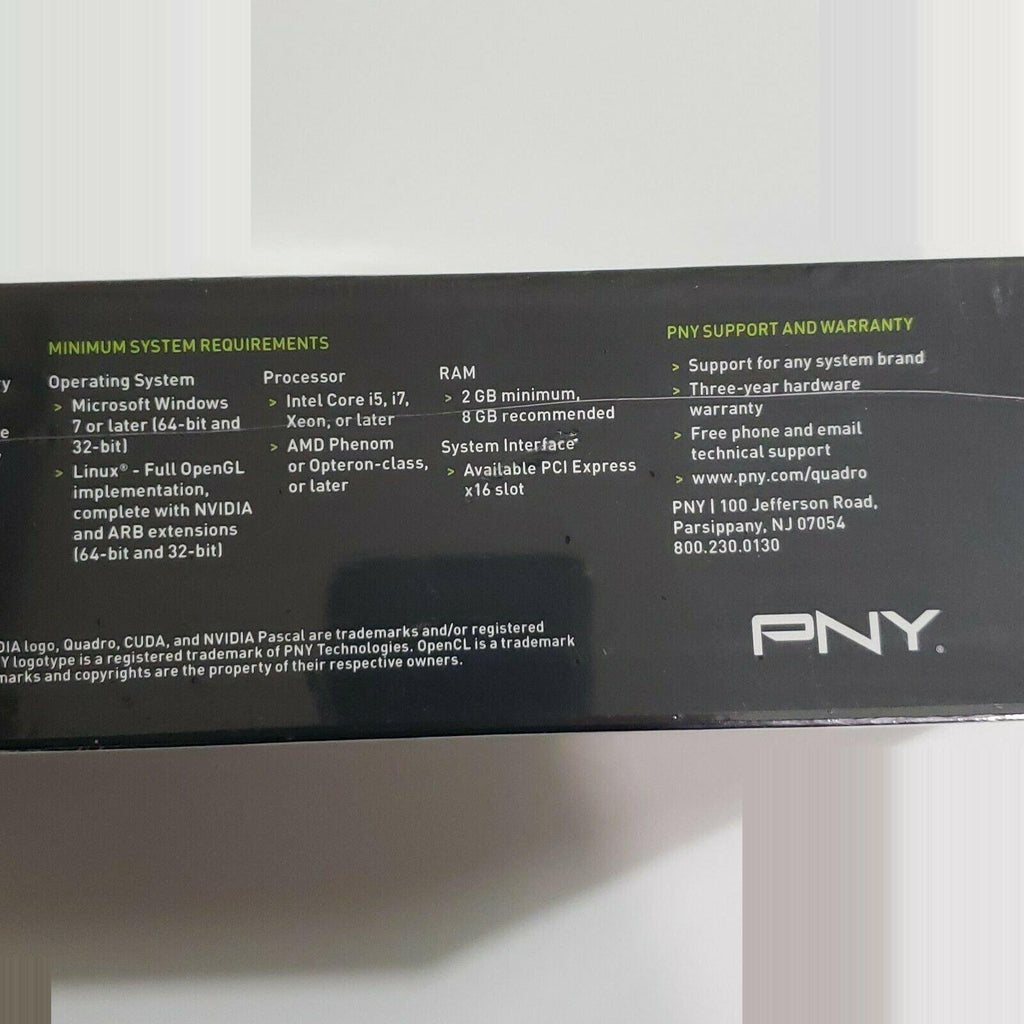 ry
e
MINIMUM SYSTEM REQUIREMENTS
Operating System
> Microsoft Windows
7 or later (64-bit and
32-bit)
> Linux® - Full OpenGL
implementation,
complete with NVIDIA
and ARB extensions
(64-bit and 32-bit)
Processor
> Intel Core i5, i7,
Xeon, or later
> AMD Phenom
or Opteron-class,
or later
RAM
> 2 GB minimum,
8 GB recommended
System Interface
> Available PCI Express
x16 slot
PNY SUPPORT AND WARRANTY
> Support for any system brand
> Three-year hardware
warranty
> Free phone and email
technical support
> www.pny.com/quadro
PNY | 100 Jefferson Road,
Parsippany, NJ 07054
800.230.0130
DIA logo, Quadro, CUDA, and NVIDIA Pascal are trademarks and/or registered
Y logotype is a registered trademark of PNY Technologies. OpenCL is a trademark
marks and copyrights are the property of their respective owners.
PNY®